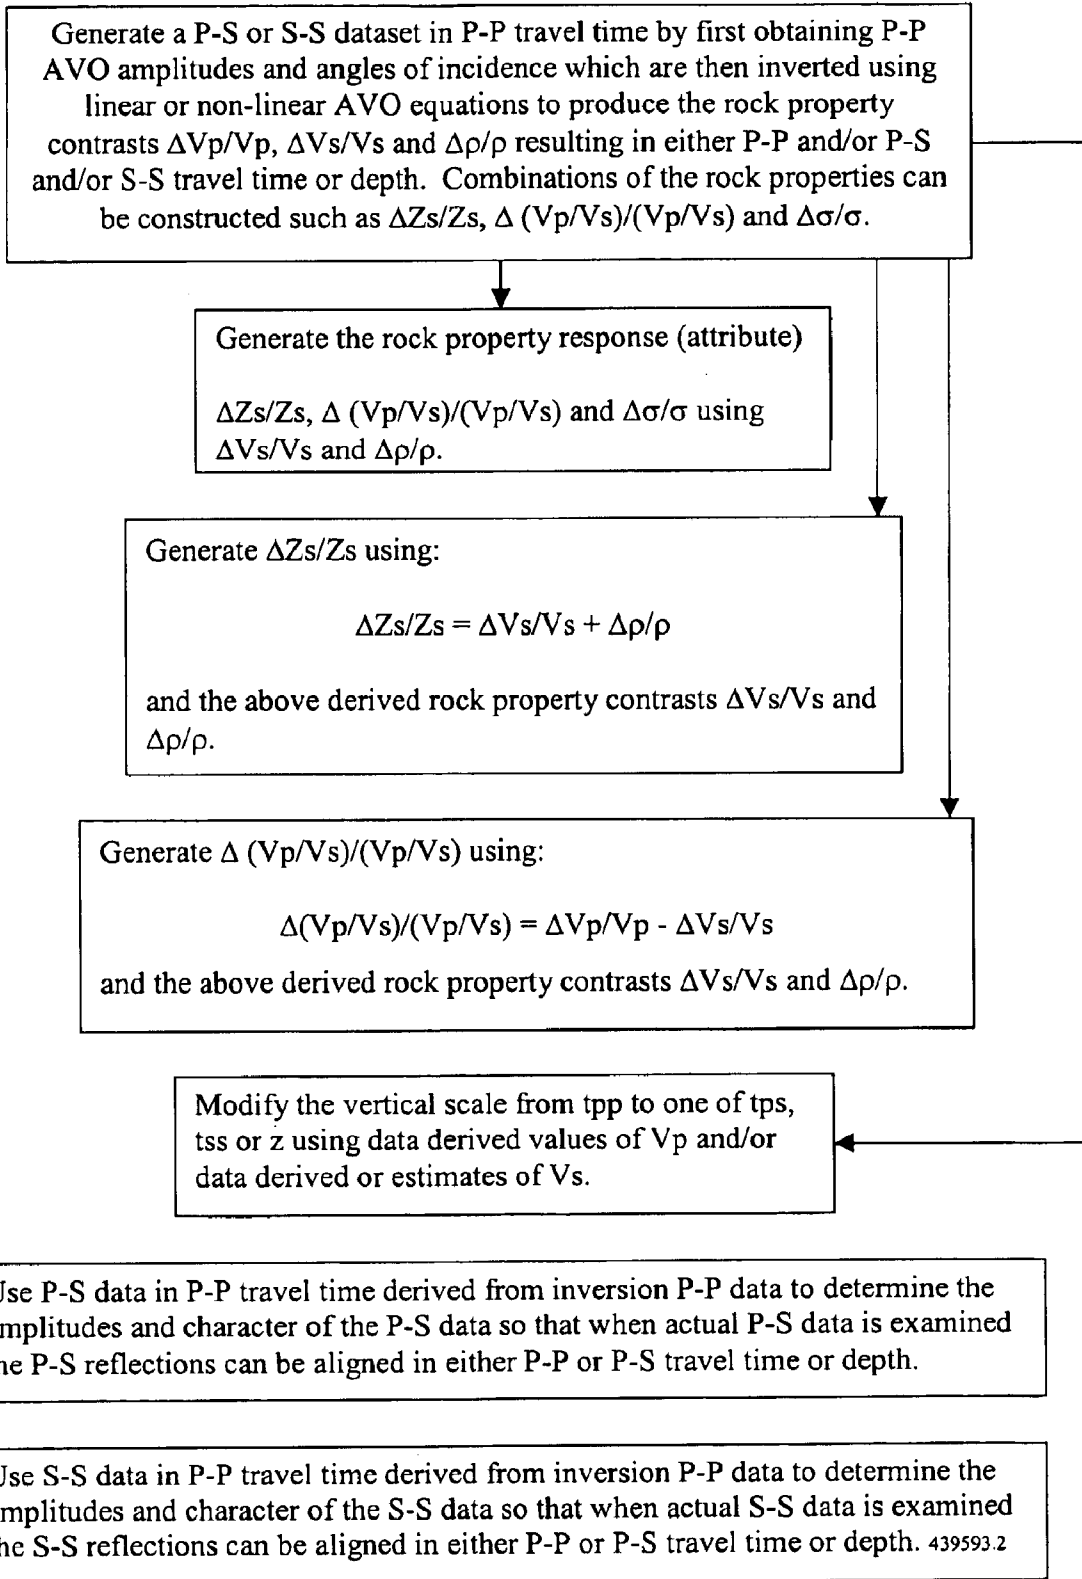 Generate a P-S or S-S dataset in P-P travel time by first obtaining P-P
AVO amplitudes and angles of incidence which are then inverted using
linear or non-linear AVO equations to produce the rock property
contrasts ΔVp/Vp, ΔVs/Vs and Δρ/ρ resulting in either P-P and/or P-S
and/or S-S travel time or depth. Combinations of the rock properties can
be constructed such as ΔZs/Zs, Δ (Vp/Vs)/(Vp/Vs) and Δσ/σ.
Generate the rock property response (attribute)
ΔZs/Zs, Δ (Vp/Vs)/(Vp/Vs) and Δσ/σ using
ΔVs/Vs and Δρ/ρ.
Generate ΔZs/Zs using:
ΔZs/Zs = ΔVs/Vs + Δρ/ρ
and the above derived rock property contrasts ΔVs/Vs and
Δρ/ρ.
Generate Δ (Vp/Vs)/(Vp/Vs) using:
Δ(Vp/Vs)/(Vp/Vs) = ΔVp/Vp - ΔVs/Vs
and the above derived rock property contrasts ΔVs/Vs and Δρ/ρ.
Modify the vertical scale from tpp to one of tps,
tss or z using data derived values of Vp and/or
data derived or estimates of Vs.
Use P-S data in P-P travel time derived from inversion P-P data to determine the
mplitudes and character of the P-S data so that when actual P-S data is examined
he P-S reflections can be aligned in either P-P or P-S travel time or depth.
Use S-S data in P-P travel time derived from inversion P-P data to determine the
mplitudes and character of the S-S data so that when actual S-S data is examined
he S-S reflections can be aligned in either P-P or P-S travel time or depth. 439593.2